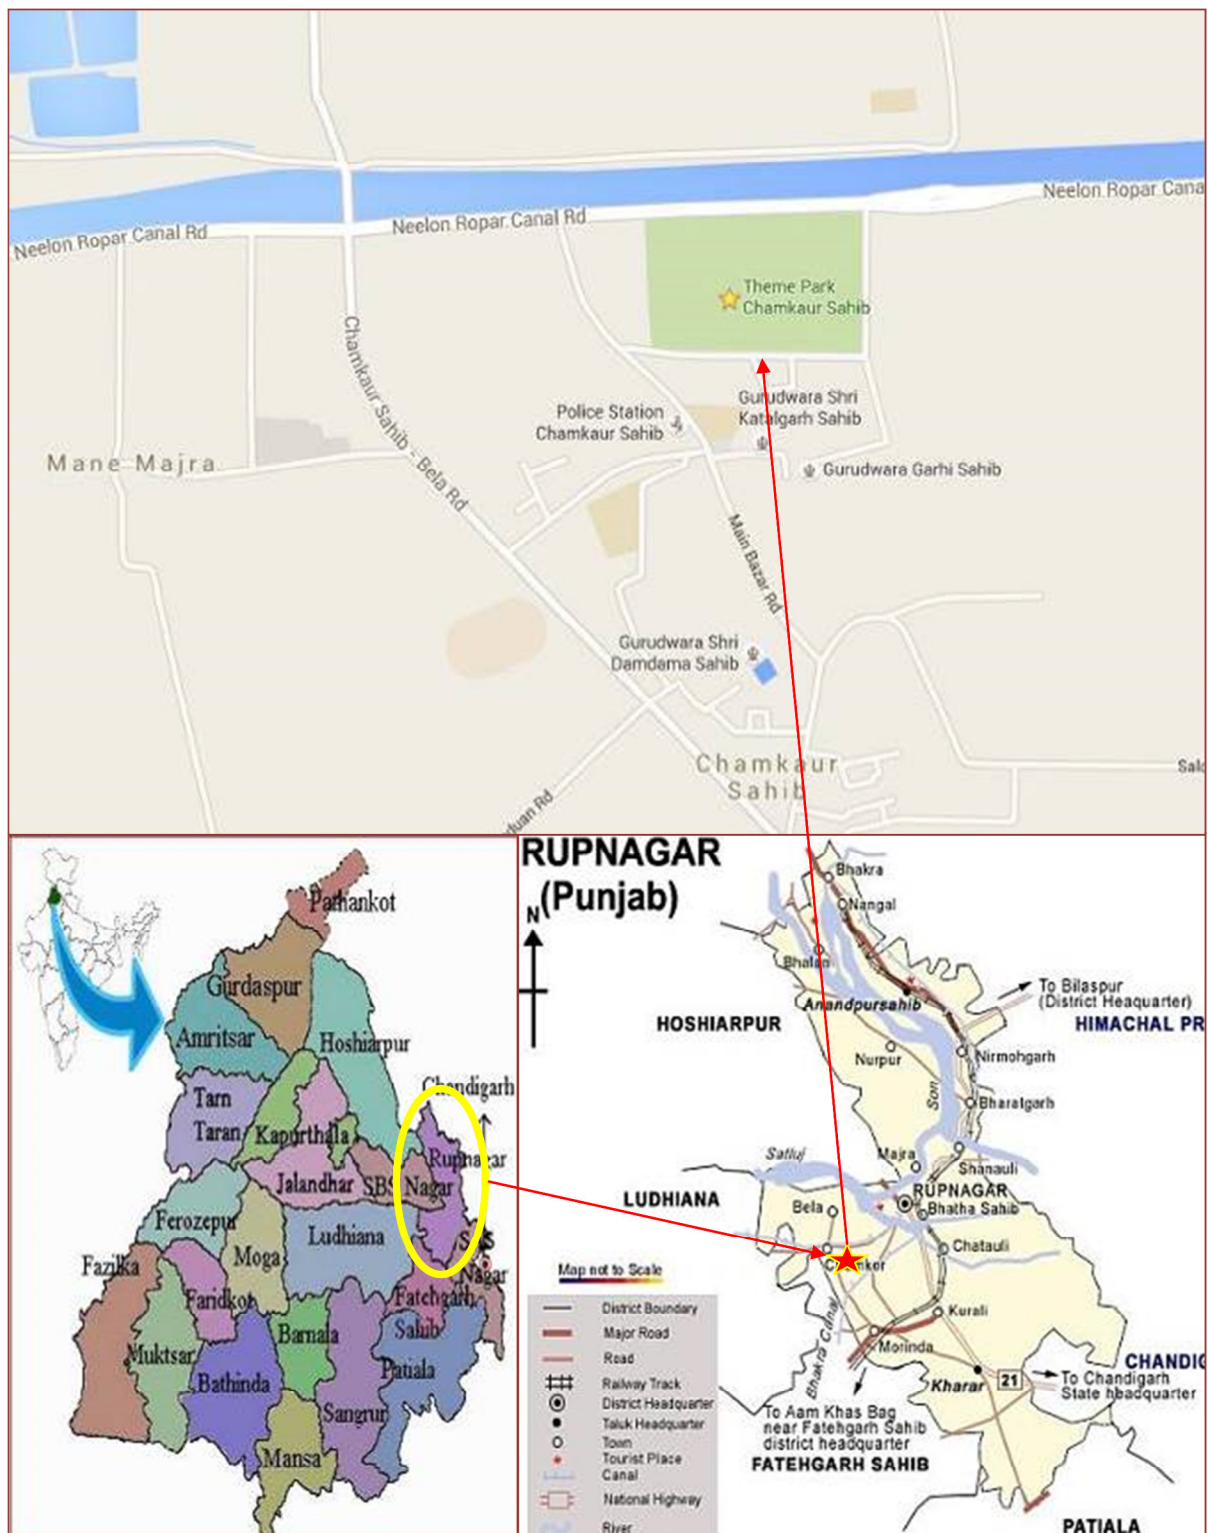 Neelon Ropar Canal Rd
Neelon Ropar Canal Rd
Neelon Ropar Cana
Theme Park
Chamkaur Sahib
Chamkaur Sahib - Bela Rd
Police Station
Chamkaur Sahib
Gurudwara Shri
Katalgarh Sahib
Gurudwara Garhi Sahib
Mane Majra
Main Bazar Rd
Gurudwara Shri
Damdama Sahib
Chamkaur
Sahib
duan Rd
Pathankot
Gurdaspur
Amritsar
Hoshiarpur
Tarn
Taran
Kapurthala
Chandigarh
Rupnagar
Jalandhar
SBS Nagar
Ferozepur
Moga
Ludhiana
SAS
Nagar
Fazilka
Faridkot
Fatehgarh
Sahib
Barnala
Muktsar
Bathinda
Patiala
Sangrur
Mansa
RUPNAGAR
(Punjab)
N
Bhakra
Nangal
Bhalan
Anandpursahib
To Bilaspur
(District Heaquarter)
HOSHIARPUR
HIMACHAL PR
Nurpur
Nirmohgarh
Son
Bharatgarh
Satluj
Majra
Shanauli
LUDHIANA
RUPNAGAR
Bela
Bhatha Sahib
Chatauli
Map not to Scale
Kurali
Bhakra Canal
Morinda
CHANDIG
Kharar
21
To Chandigarh
State headquarter
To Aam Khas Bag
near Fatehgarh Sahib
district headquarter
FATEHGARH SAHIB
PATIALA
District Boundary
Major Road
Road
Railway Track
District Headquarter
Taluk Headquarter
Town
Tourist Place
Canal
National Highway
River